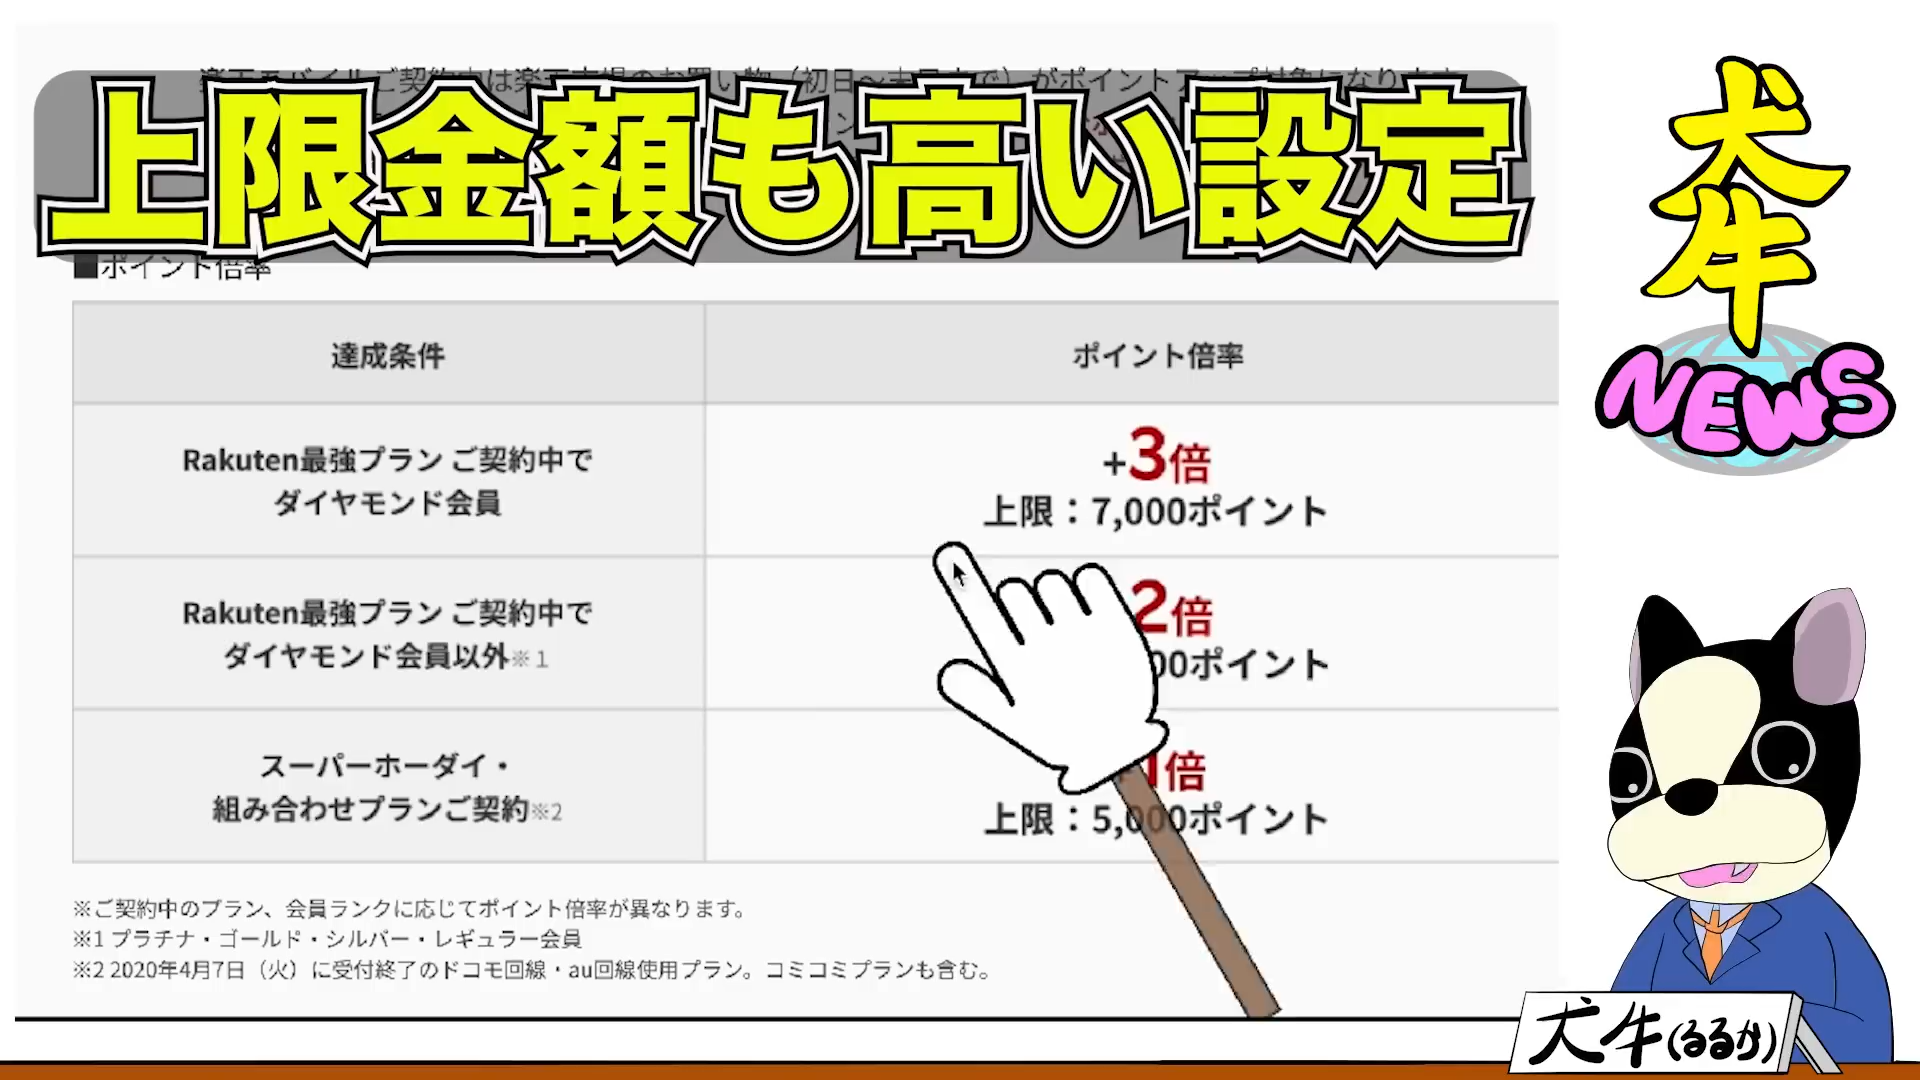 上限金額も高い設定
■ポイント倍率
達成条件
ポイント倍率
Rakuten最強プラン ご契約中で
ダイヤモンド会員
+3倍
上限：7,000ポイント
Rakuten最強プラン ご契約中で
ダイヤモンド会員以外※1
2倍
00ポイント
スーパーホーダイ・
組み合わせプランご契約※2
1倍
上限：5,000ポイント
※ご契約中のプラン、会員ランクに応じてポイント倍率が異なります。
※1 プラチナ・ゴールド・シルバー・レギュラー会員
※2 2020年4月7日（火）に受付終了のドコモ回線・au回線使用プラン。コミコミプランも含む。
犬牛
NEWS
犬牛(るるか)